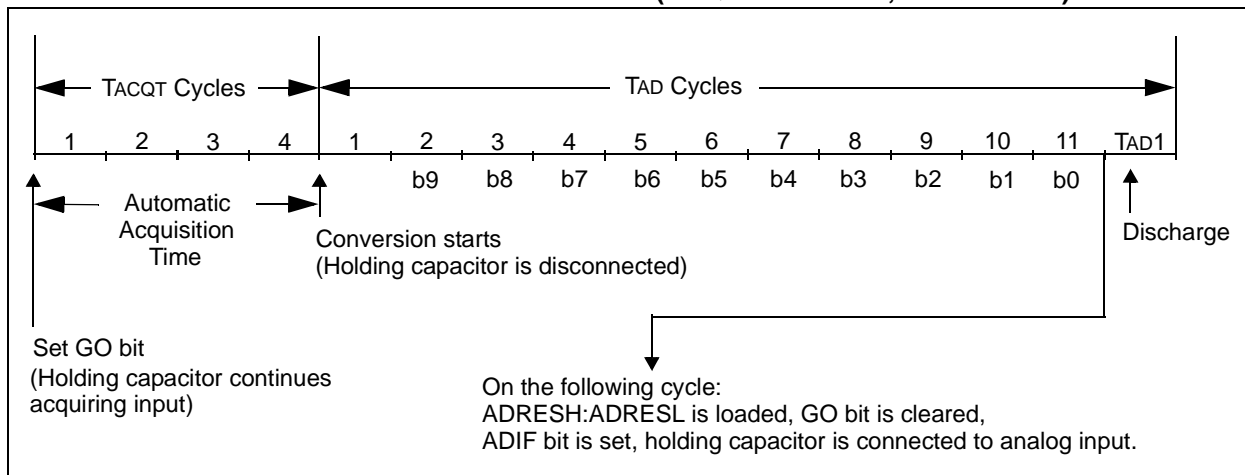 TACQT Cycles TAD Cycles
1 2 3 4 1 2 3 4 5 6 7 8 9 10 11 TAD1
b9 b8 b7 b6 b5 b4 b3 b2 b1 b0
Automatic
Acquisition
Time
Conversion starts
(Holding capacitor is disconnected)
Discharge
Set GO bit
(Holding capacitor continues
acquiring input)
On the following cycle:
ADRESH:ADRESL is loaded, GO bit is cleared,
ADIF bit is set, holding capacitor is connected to analog input.